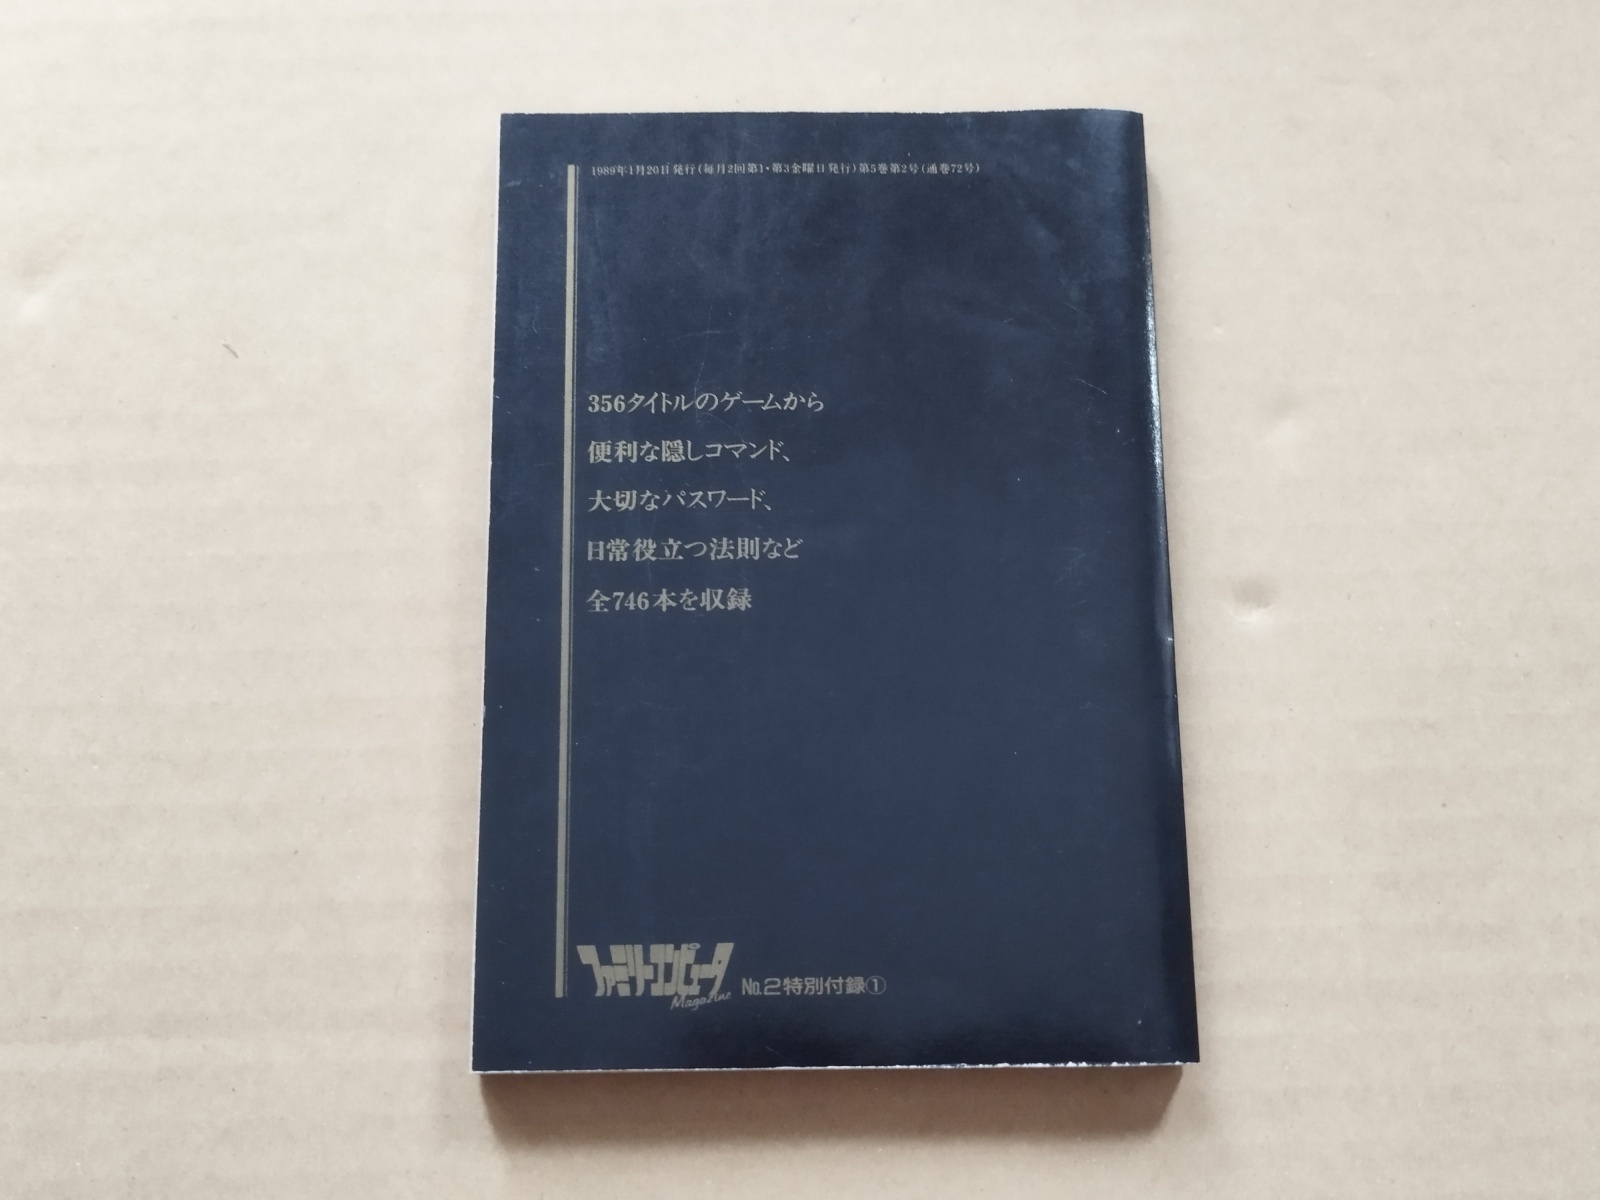 1989年1月20日発行(毎月2回第1・第3金曜日発行)第5巻第2号(通巻72号)
356タイトルのゲームから
便利な隠しコマンド、
大切なパスワード、
日常役立つ法則など
全746本を収録
ファミリーコンピュータ
Magazine No.2特別付録①